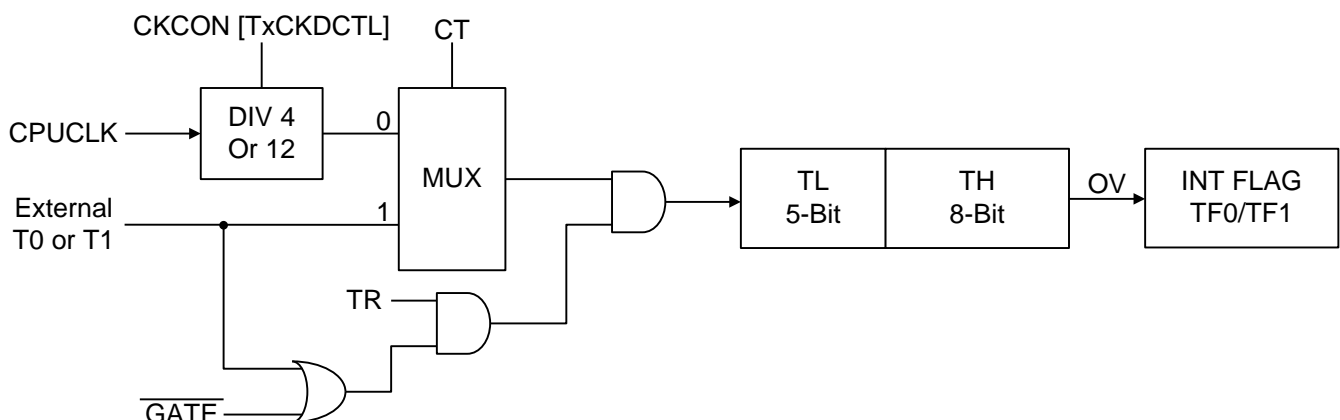 CKCON [TxCKDCTL]
CT
CPUCLK
DIV 4
Or 12
0
MUX
External
T0 or T1
1
TR
GATE
TL
5-Bit
TH
8-Bit
OV
INT FLAG
TF0/TF1